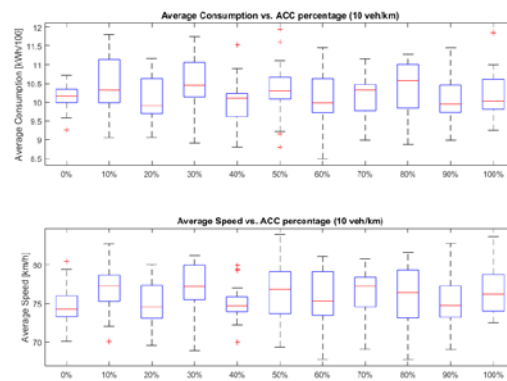 Average Consumption vs. ACC percentage (10 veh/km)
Average Consumption [kWh/100]
12
11.5
11
10.5
10
9.5
9
8.5
0% 10% 20% 30% 40% 50% 60% 70% 80% 90% 100%
Average Speed vs. ACC percentage (10 veh/km)
Average Speed [km/h]
80
75
70
0% 10% 20% 30% 40% 50% 60% 70% 80% 90% 100%